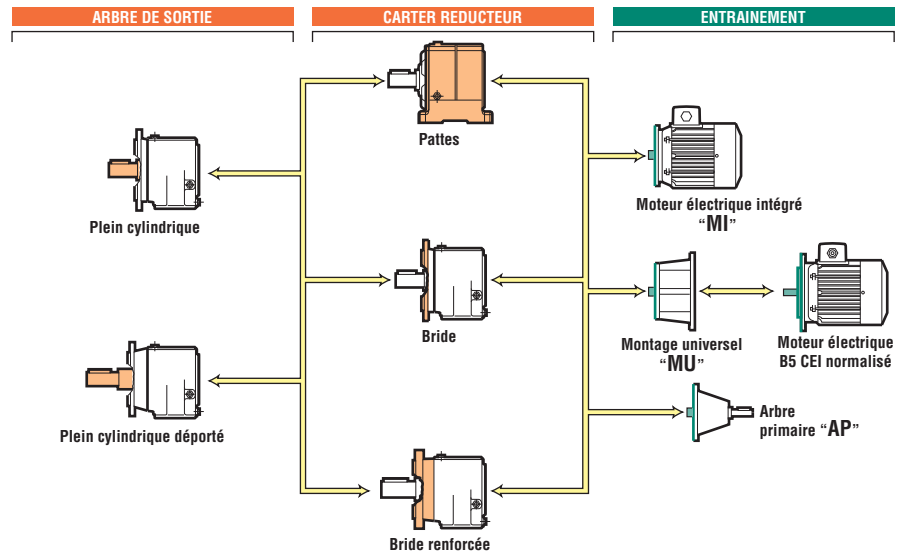 ARBRE DE SORTIE
CARTER REDUCTEUR
ENTRAINEMENT
Pattes
Plein cylindrique
Moteur électrique intégré
“MI”
Bride
Montage universel
“MU”
Moteur électrique
B5 CEI normalisé
Plein cylindrique déporté
Arbre
primaire “AP”
Bride renforcée